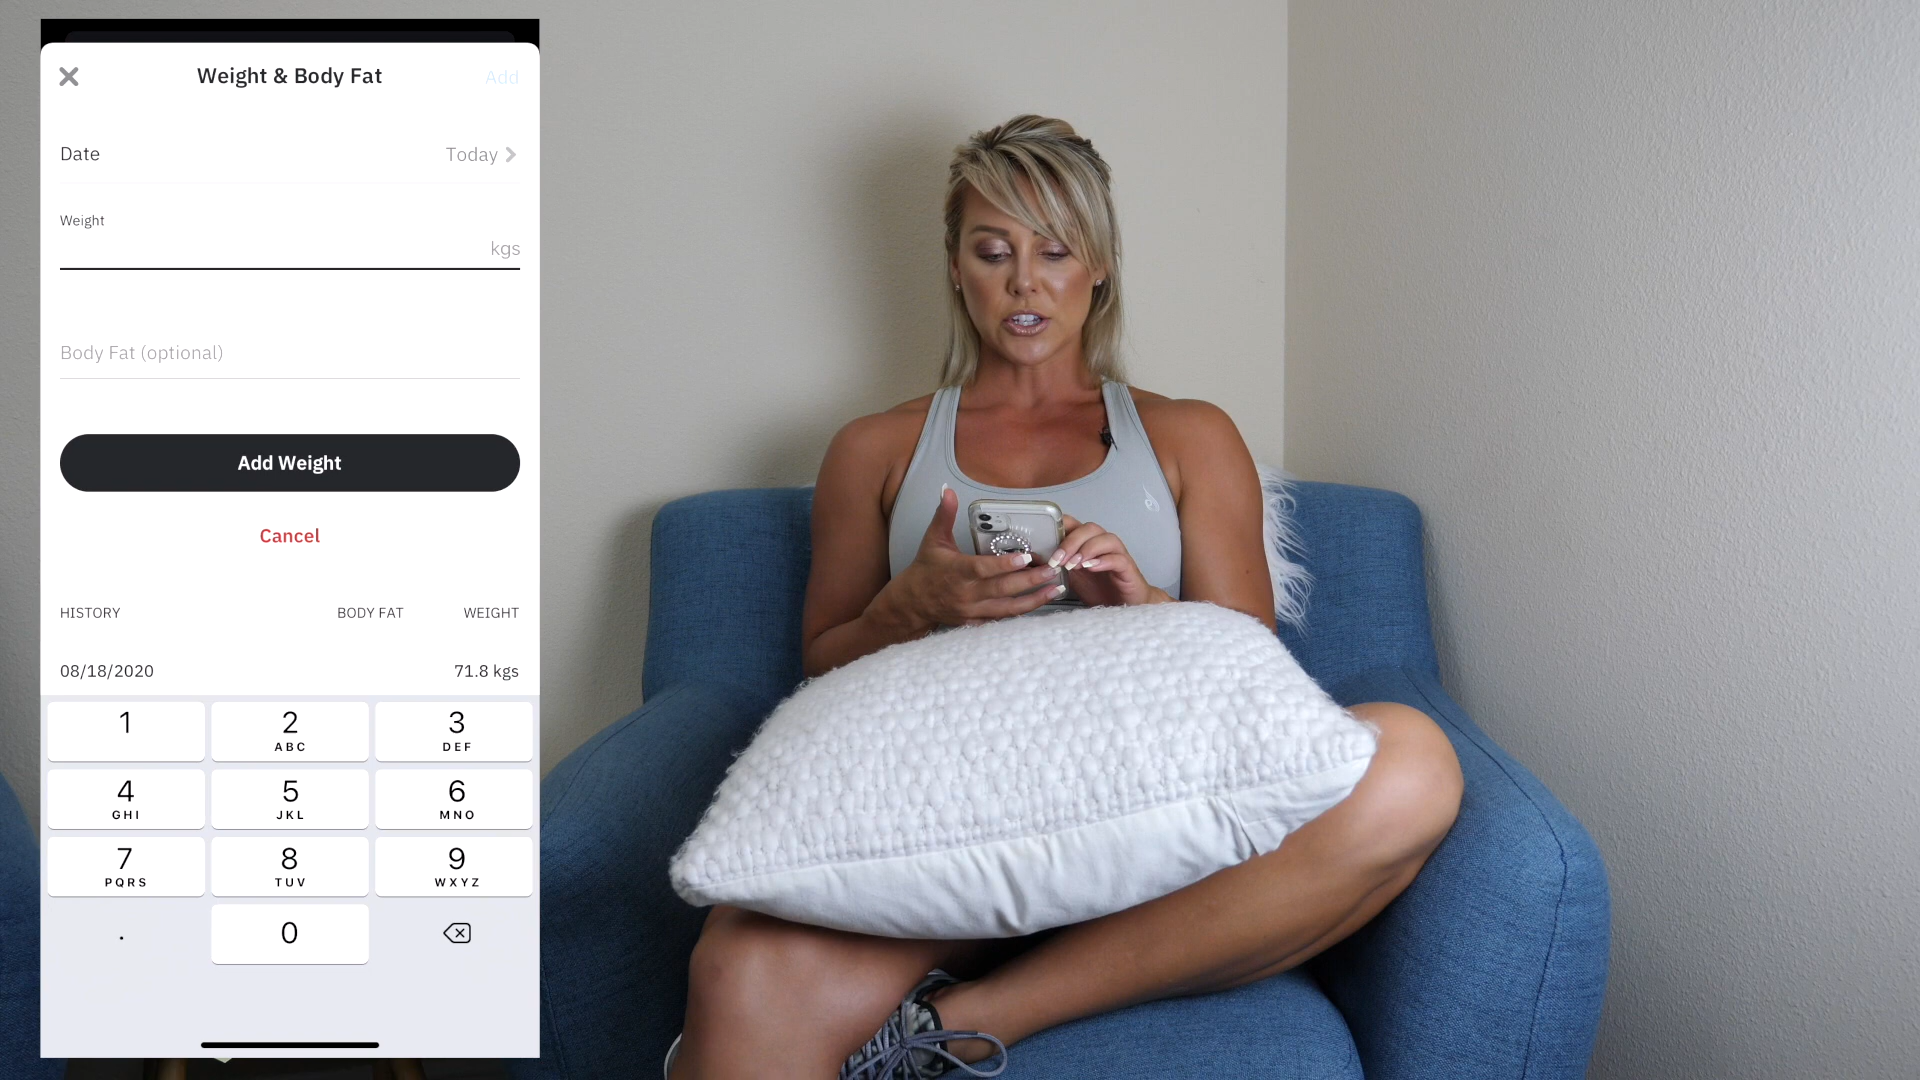 Weight & Body Fat
Add
Date
Today
Weight
kgs
Body Fat (optional)
Add Weight
Cancel
HISTORY BODY FAT WEIGHT
08/18/2020 71.8 kgs
1 2 3
ABC DEF
4 5 6
GHI JKL MNO
7 8 9
PQRS TUV WXYZ
. 0